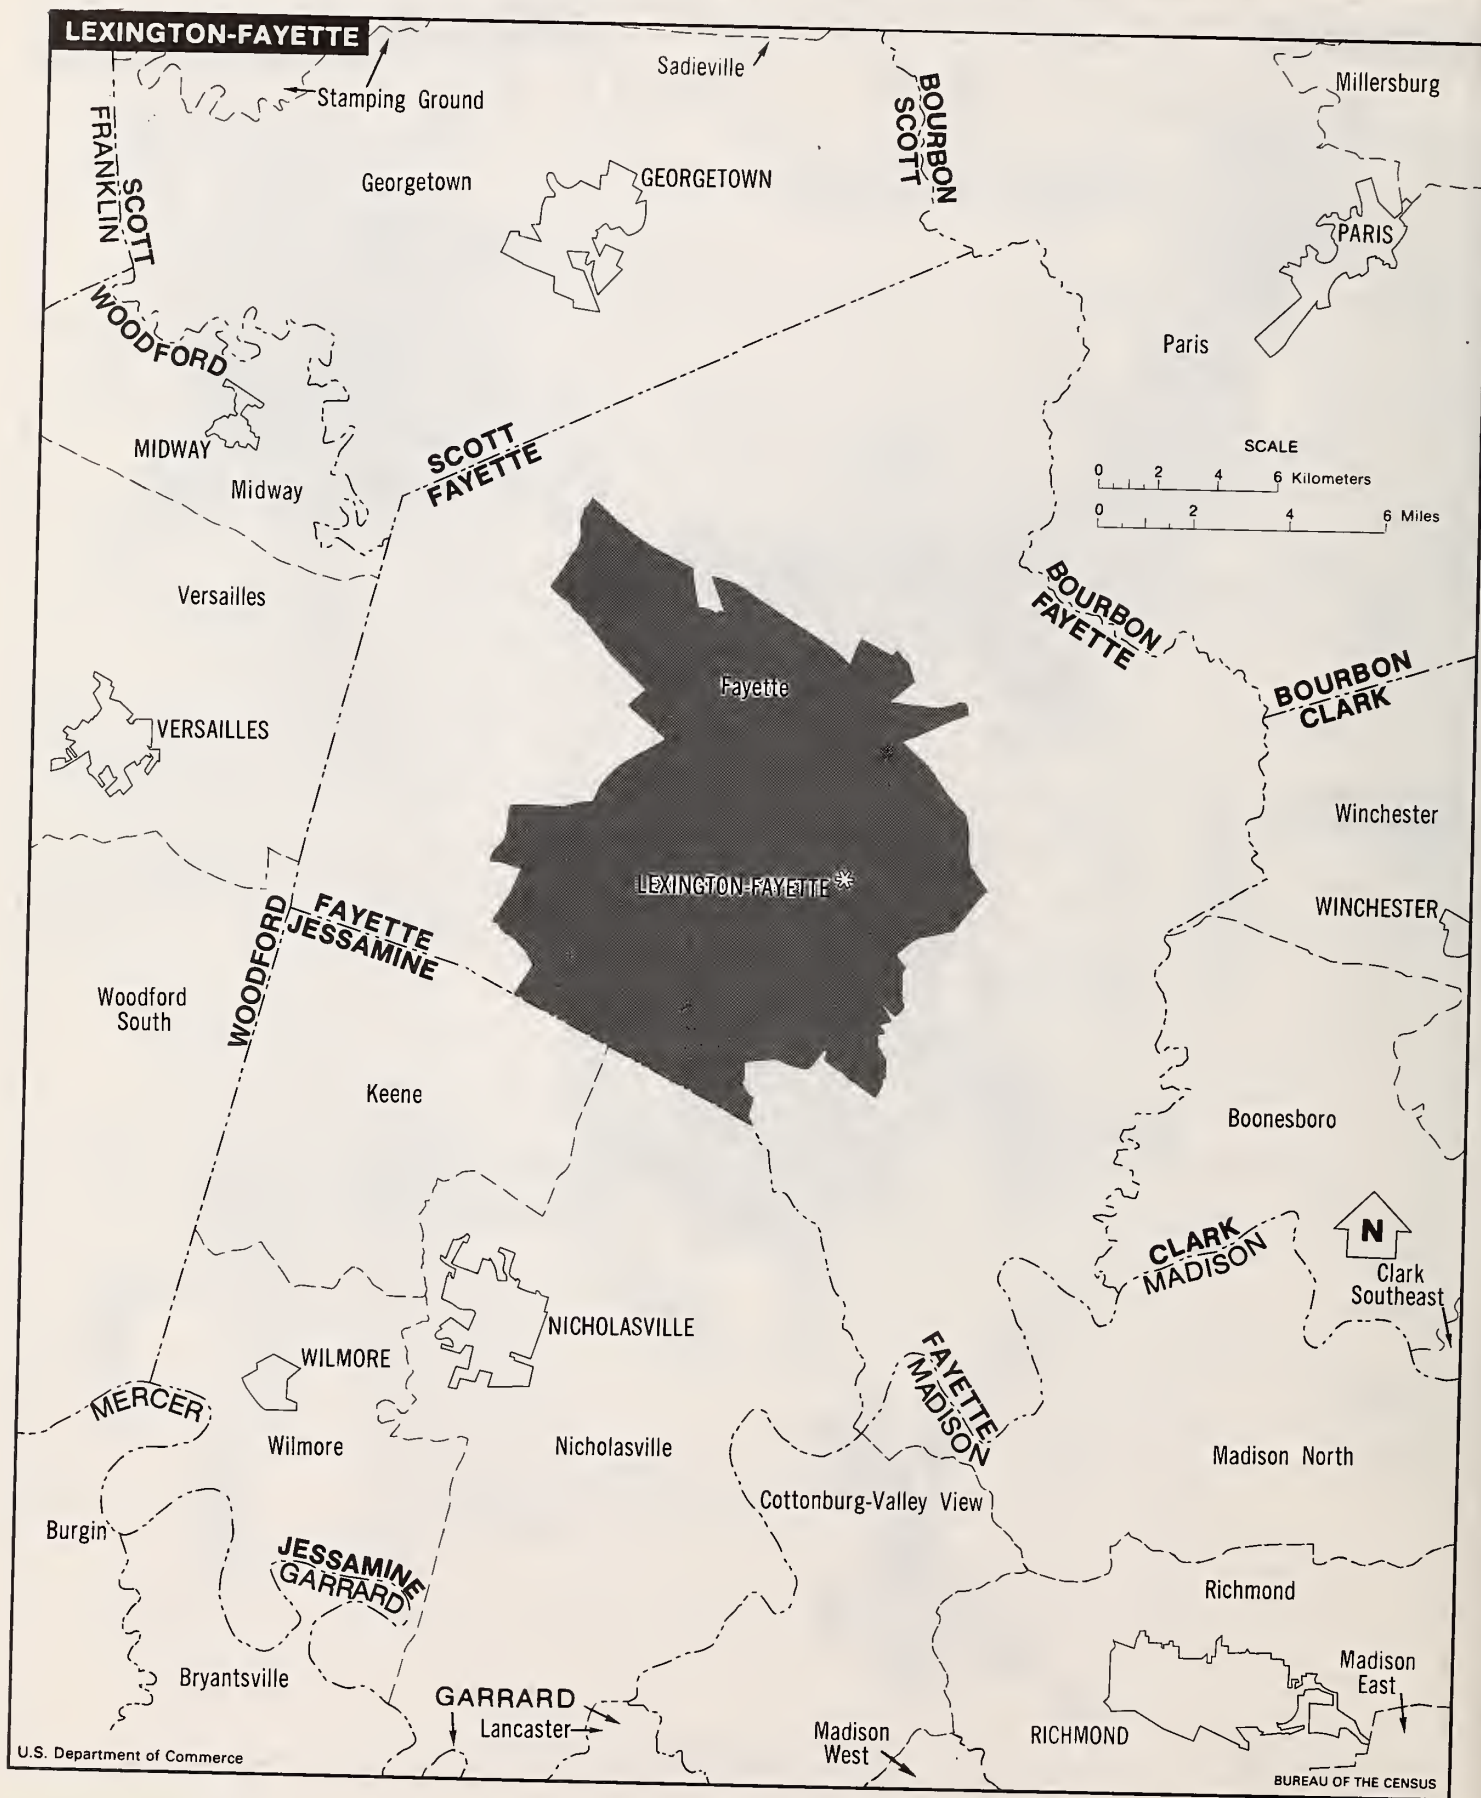 LEXINGTON-FAYETTE
Sadieville
Millersburg
Stamping Ground
BOURBON
SCOTT
FRANKLIN
SCOTT
Georgetown
GEORGETOWN
PARIS
WOODFORD
Paris
MIDWAY
Midway
SCOTT
FAYETTE
SCALE
0 2 4 6 Kilometers
0 2 4 6 Miles
Versailles
BOURBON
FAYETTE
Fayette
BOURBON
CLARK
VERSAILLES
Winchester
LEXINGTON-FAYETTE*
WINCHESTER
FAYETTE
JESSAMINE
WOODFORD
Woodford
South
Keene
Boonesboro
N
CLARK
MADISON
Clark
Southeast
NICHOLASVILLE
WILMORE
FAYETTE
MADISON
MERCER
Wilmore
Nicholasville
Madison North
Cottonburg-Valley View
Burgin
JESSAMINE
GARRARD
Richmond
Bryantsville
Madison
East
GARRARD
Lancaster
Madison
West
RICHMOND
U.S. Department of Commerce
BUREAU OF THE CENSUS